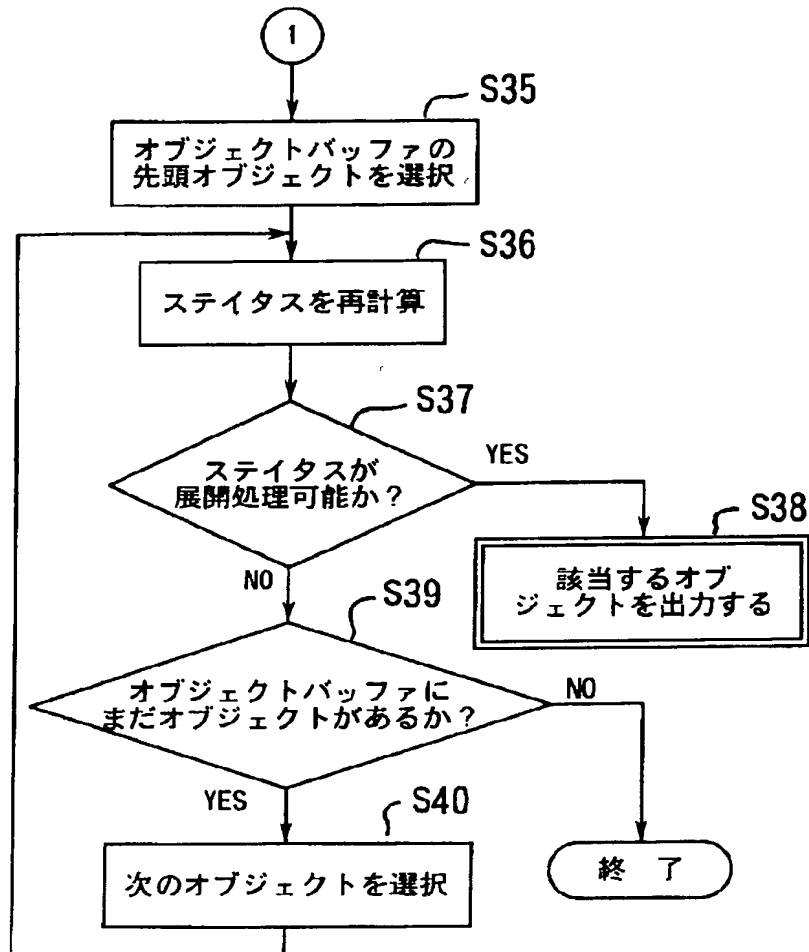 1
S35
オブジェクトバッファの
先頭オブジェクトを選択
S36
ステイタスを再計算
S37
ステイタスが
展開処理可能か?
YES
S38
該当するオブ
ジェクトを出力する
NO
S39
オブジェクトバッファに
まだオブジェクトがあるか?
NO
YES
S40
次のオブジェクトを選択
終 了